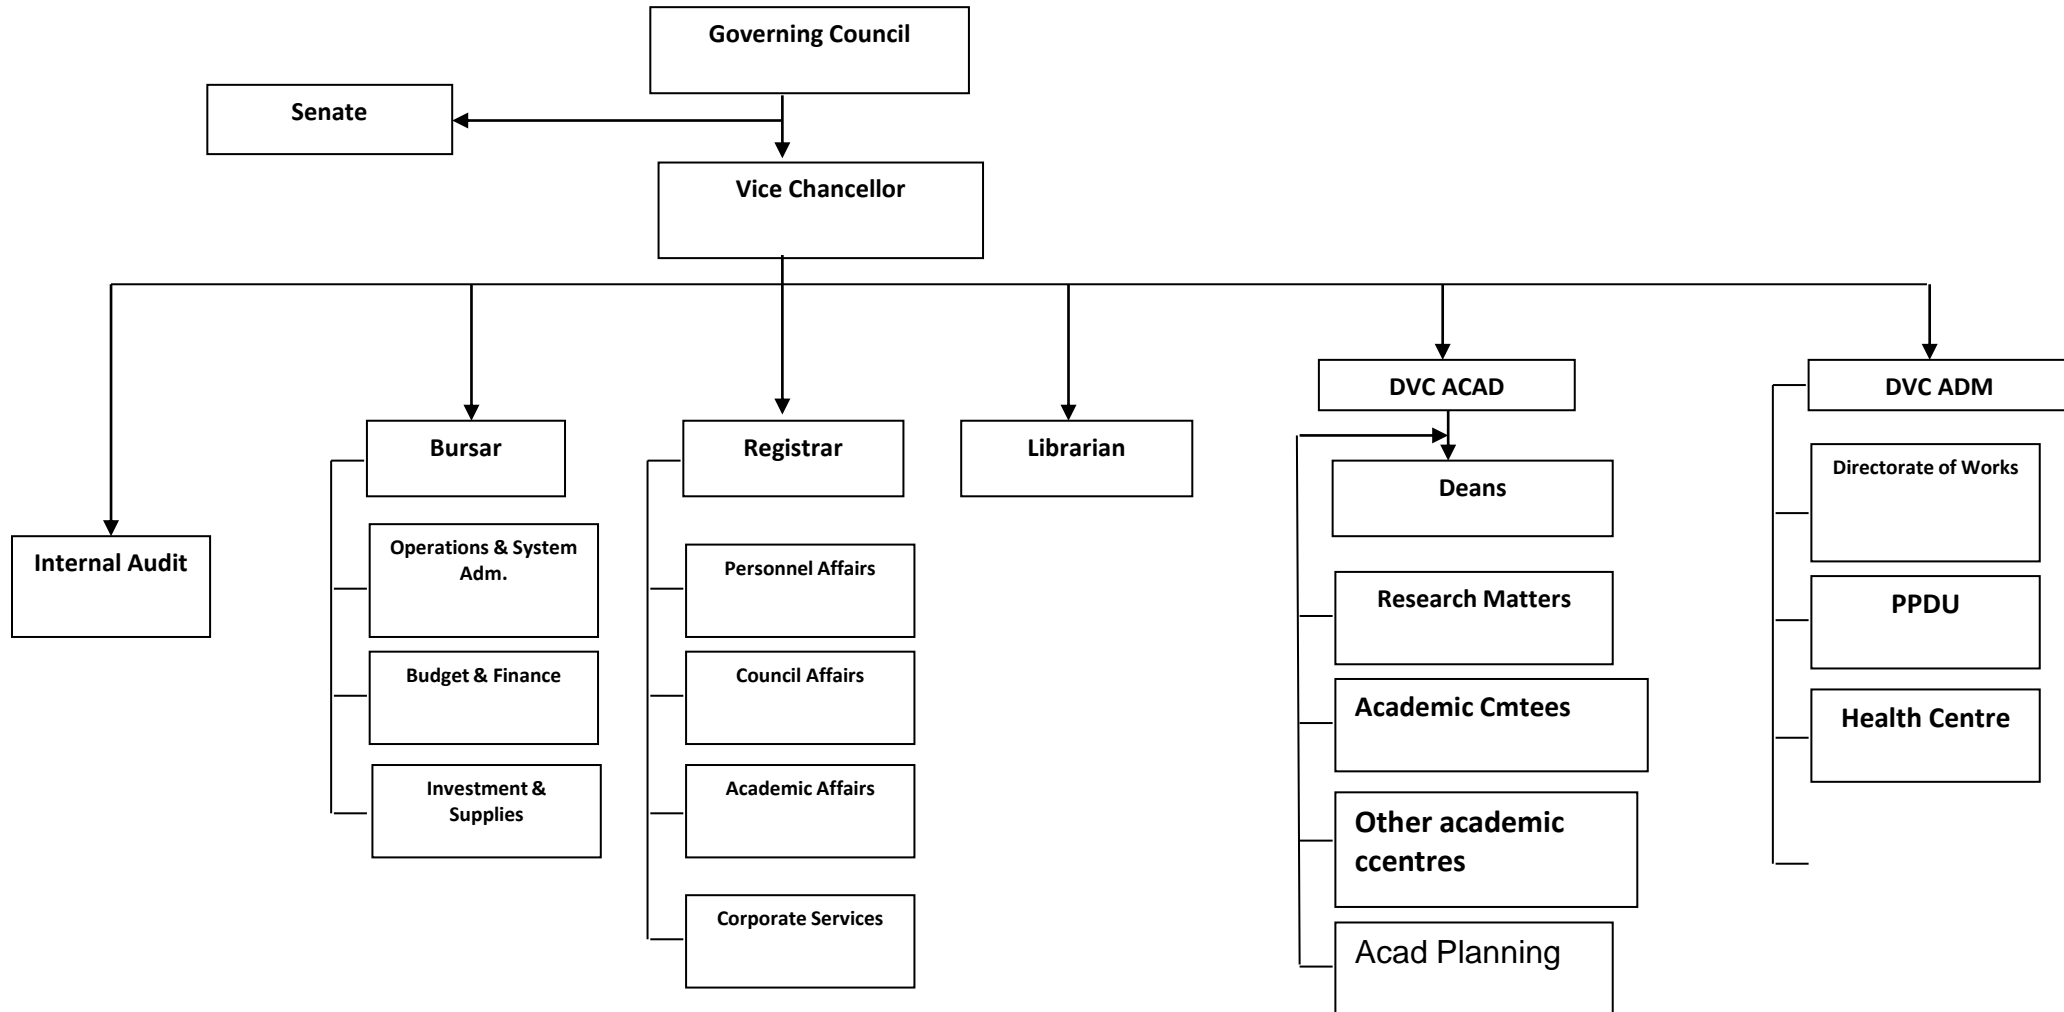 Governing Council
Senate
Vice Chancellor
DVC ACAD
DVC ADM
Bursar
Registrar
Librarian
Directorate of Works
Deans
Internal Audit
Operations & System
Adm.
Personnel Affairs
Research Matters
PPDU
Budget & Finance
Council Affairs
Academic Cmtees
Health Centre
Investment &
Supplies
Academic Affairs
Other academic
ccentres
Corporate Services
Acad Planning